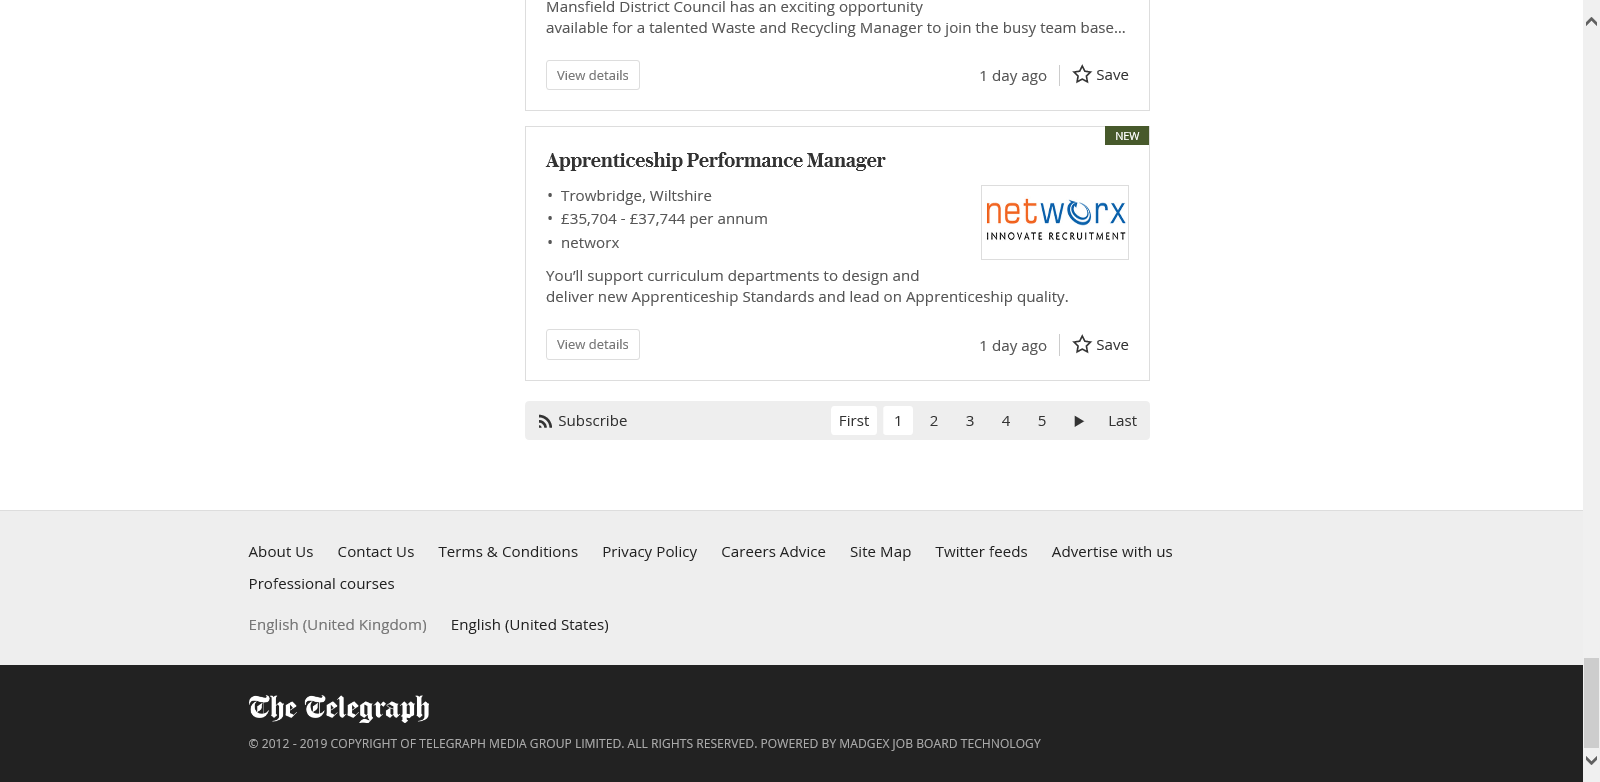 Mansfield District Council has an exciting opportunity
available for a talented Waste and Recycling Manager to join the busy team base...
View details
1 day ago
Save
NEW
Apprenticeship Performance Manager
• Trowbridge, Wiltshire
• £35,704 - £37,744 per annum
• networx
networx
INNOVATE RECRUITMENT
You'll support curriculum departments to design and
deliver new Apprenticeship Standards and lead on Apprenticeship quality.
View details
1 day ago
Save
Subscribe
First 1 2 3 4 5 ► Last
About Us Contact Us Terms & Conditions Privacy Policy Careers Advice Site Map Twitter feeds Advertise with us
Professional courses
English (United Kingdom) English (United States)
The Telegraph
© 2012 - 2019 COPYRIGHT OF TELEGRAPH MEDIA GROUP LIMITED. ALL RIGHTS RESERVED. POWERED BY MADGEX JOB BOARD TECHNOLOGY